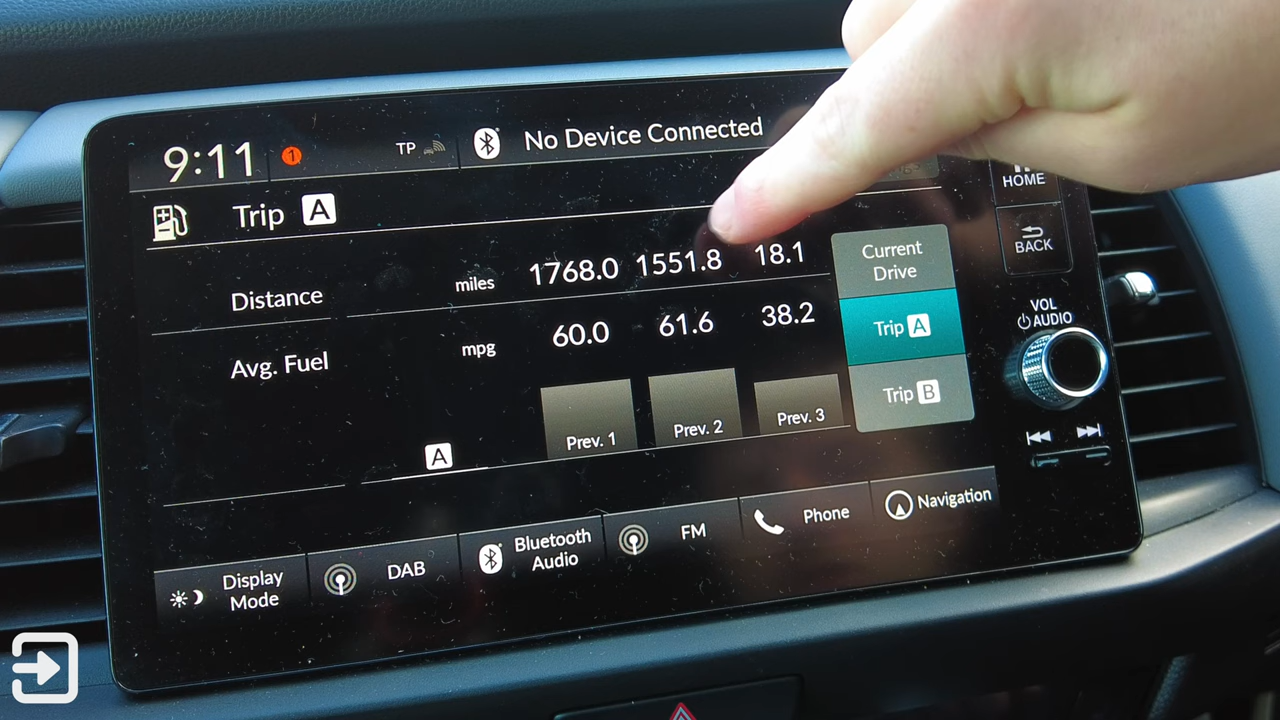 9:11
1
TP
No Device Connected
HOME
Trip A
BACK
Distance miles 1768.0 1551.8 18.1
Current
Drive
Avg. Fuel mpg 60.0 61.6 38.2
Trip A
VOL
AUDIO
Trip B
A
Prev. 1
Prev. 2
Prev. 3
Display
Mode
DAB
Bluetooth
Audio
FM
Phone
Navigation